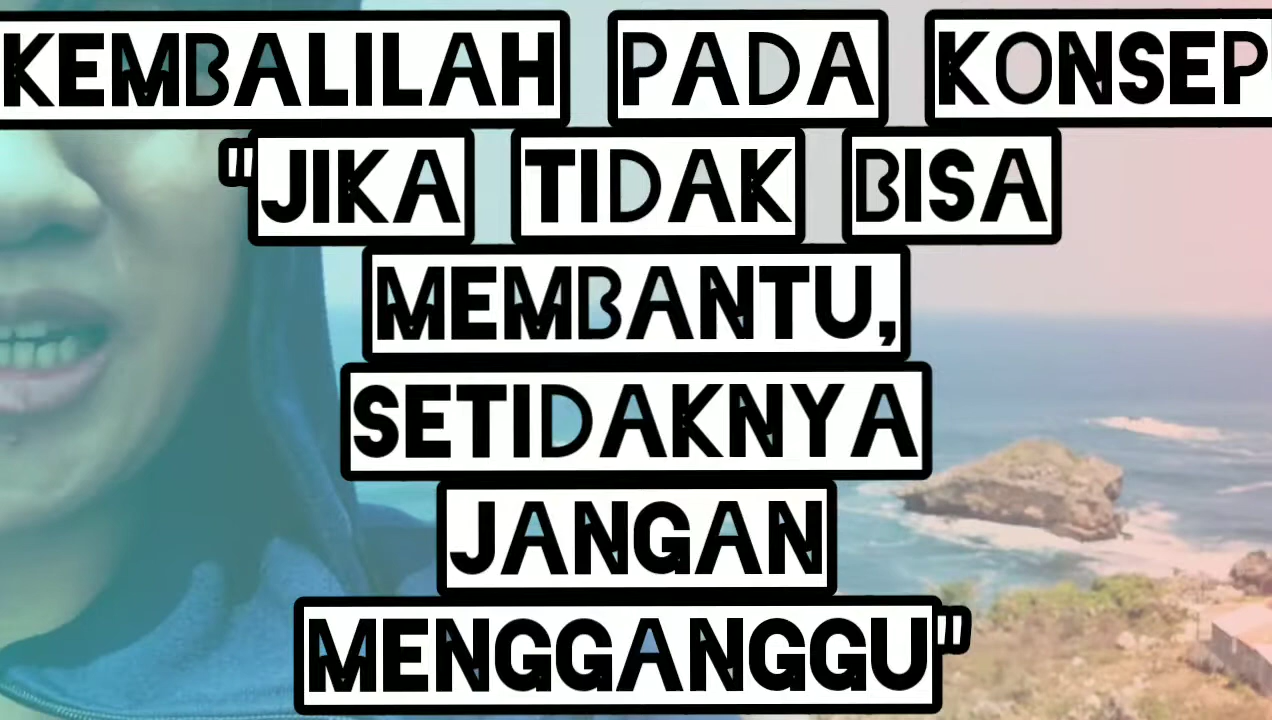 KEMBALILAH PADA KONSEP
"JIKA TIDAK BISA
MEMBANTU,
SETIDAKNYA
JANGAN
MENGGANGGU"